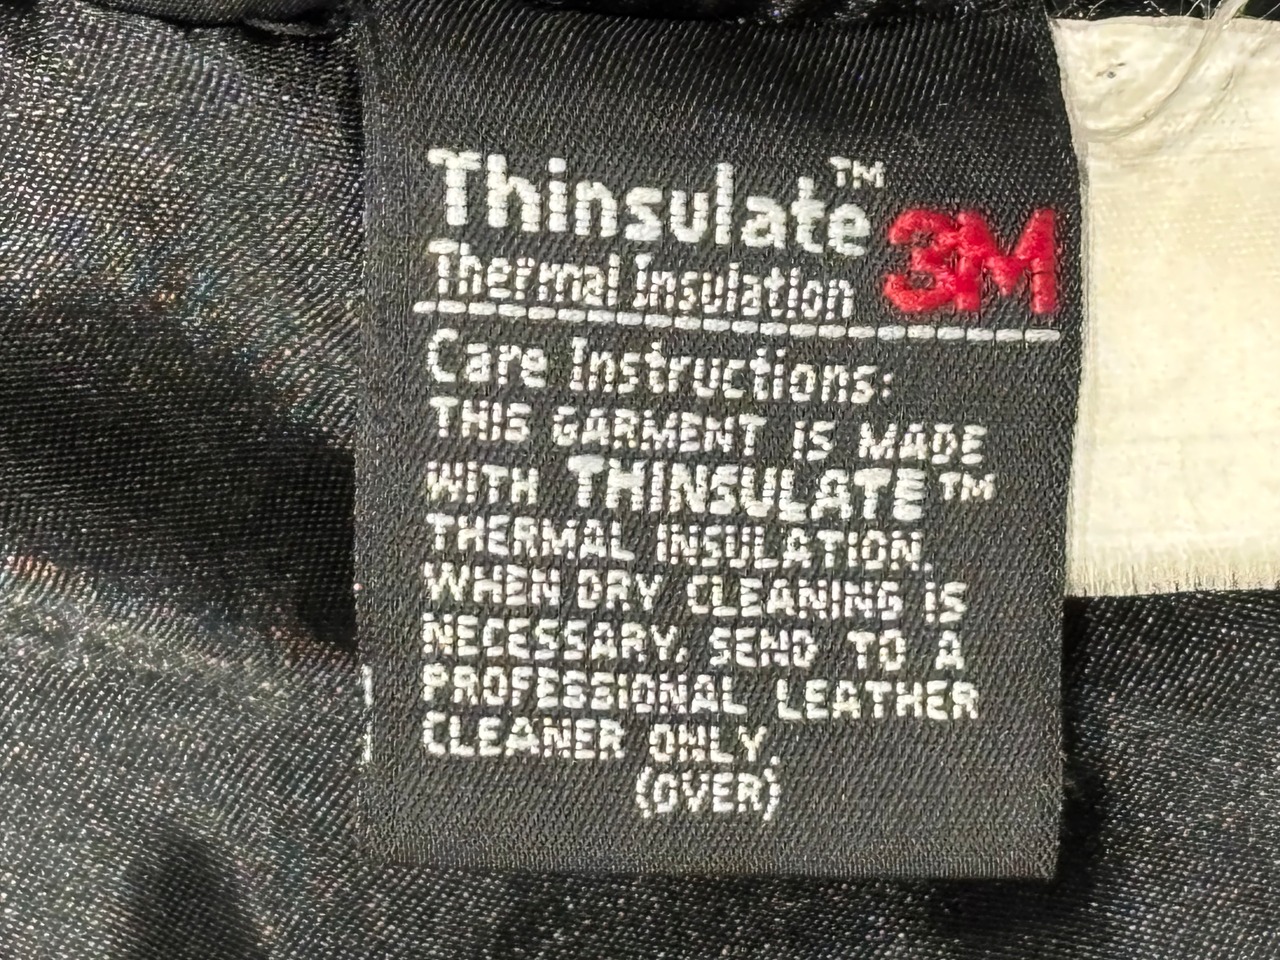 Thinsulate™ 3M
Thermal Insulation
Care Instructions:
THIS GARMENT IS MADE
WITH THINSULATE™
THERMAL INSULATION.
WHEN DRY CLEANING IS
NECESSARY, SEND TO A
PROFESSIONAL LEATHER
CLEANER ONLY.
(OVER)